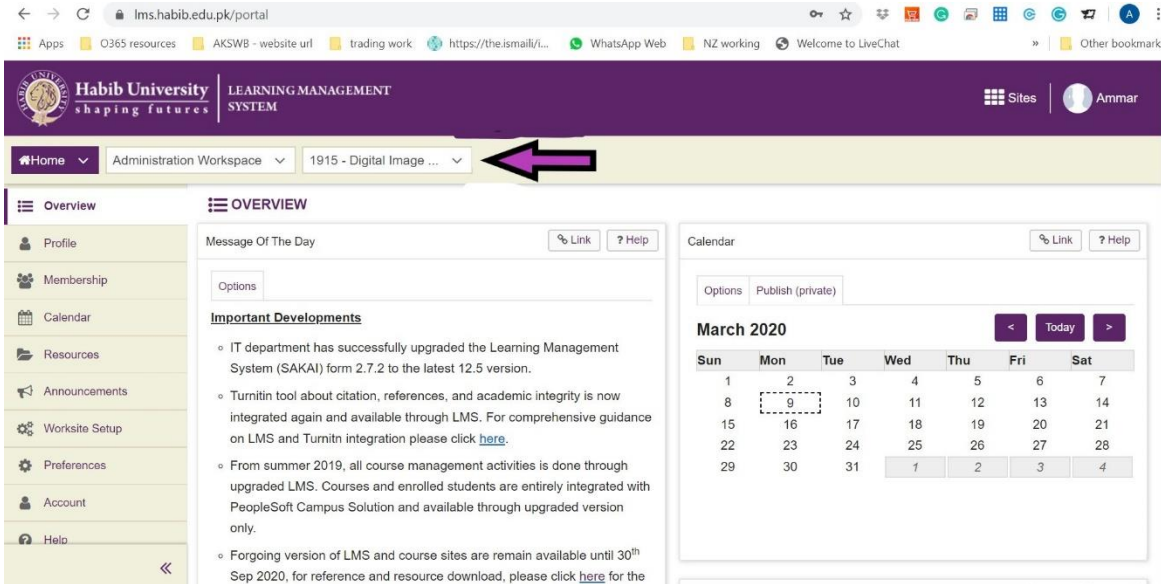 lms.habib.edu.pk/portal
Apps O365 resources AKSWB - website url trading work https://the.ismaili/i... WhatsApp Web NZ working Welcome to LiveChat » Other bookmark
Habib University
shaping futures
LEARNING MANAGEMENT
SYSTEM
Sites
Ammar
Home
Administration Workspace
1915 - Digital Image ...
Overview
Profile
Membership
Calendar
Resources
Announcements
Worksite Setup
Preferences
Account
Help
OVERVIEW
Message Of The Day
Link
? Help
Options
Important Developments
IT department has successfully upgraded the Learning Management
System (SAKAI) form 2.7.2 to the latest 12.5 version.
Turnitin tool about citation, references, and academic integrity is now
integrated again and available through LMS. For comprehensive guidance
on LMS and Turnitn integration please click here.
From summer 2019, all course management activities is done through
upgraded LMS. Courses and enrolled students are entirely integrated with
PeopleSoft Campus Solution and available through upgraded version
only.
Forgoing version of LMS and course sites are remain available until 30th
Sep 2020, for reference and resource download, please click here for the
Calendar
Link
? Help
Options Publish (private)
March 2020
< Today >
Sun Mon Tue Wed Thu Fri Sat
1 2 3 4 5 6 7
8 9 10 11 12 13 14
15 16 17 18 19 20 21
22 23 24 25 26 27 28
29 30 31 1 2 3 4